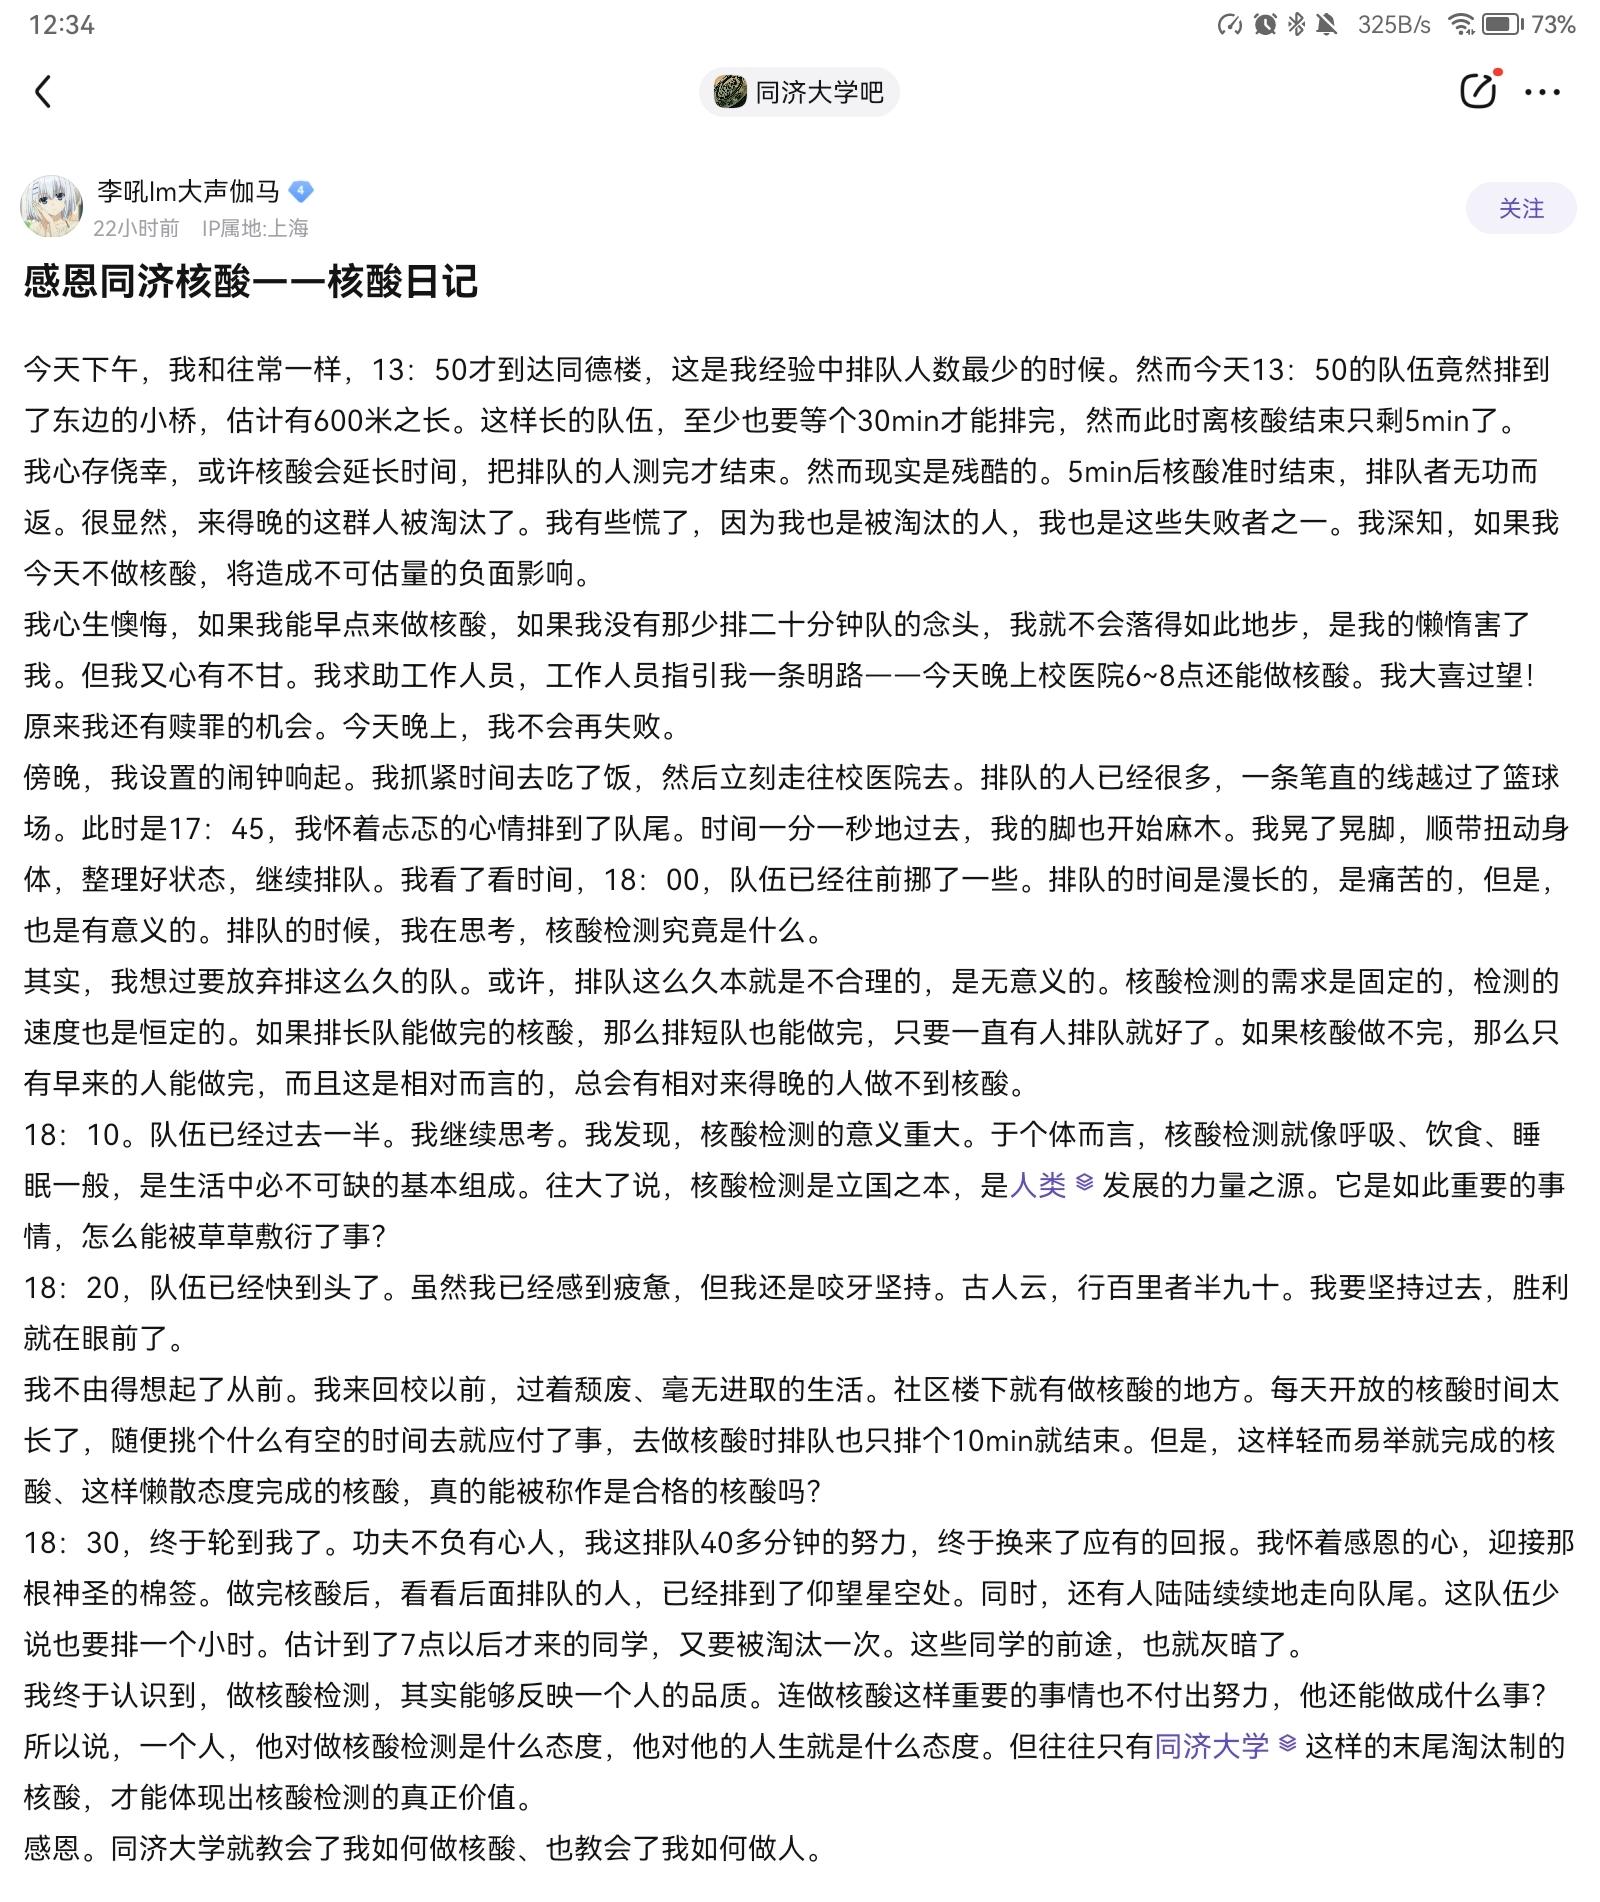 12:34
325B/s 73%
同济大学吧
李吼lm大声伽马 4
关注
22小时前 IP属地:上海
感恩同济核酸——核酸日记
今天下午，我和往常一样，13：50才到达同德楼，这是我经验中排队人数最少的时候。然而今天13：50的队伍竟然排到
了东边的小桥，估计有600米之长。这样长的队伍，至少也要等个30min才能排完，然而此时离核酸结束只剩5min了。
我心存侥幸，或许核酸会延长时间，把排队的人测完才结束。然而现实是残酷的。5min后核酸准时结束，排队者无功而
返。很显然，来得晚的这群人被淘汰了。我有些慌了，因为我也是被淘汰的人，我也是这些失败者之一。我深知，如果我
今天不做核酸，将造成不可估量的负面影响。
我心生懊悔，如果我能早点来做核酸，如果我没有那少排二十分钟队的念头，我就不会落得如此地步，是我的懒惰害了
我。但我又心有不甘。我求助工作人员，工作人员指引我一条明路——今天晚上校医院6~8点还能做核酸。我大喜过望！
原来我还有赎罪的机会。今天晚上，我不会再失败。
傍晚，我设置的闹钟响起。我抓紧时间去吃了饭，然后立刻走往校医院去。排队的人已经很多，一条笔直的线越过了篮球
场。此时是17：45，我怀着忐忑的心情排到了队尾。时间一分一秒地过去，我的脚也开始麻木。我晃了晃脚，顺带扭动身
体，整理好状态，继续排队。我看了看时间，18：00，队伍已经往前挪了一些。排队的时间是漫长的，是痛苦的，但是，
也是有意义的。排队的时候，我在思考，核酸检测究竟是什么。
其实，我想过要放弃排这么久的队。或许，排队这么久本就是不合理的，是无意义的。核酸检测的需求是固定的，检测的
速度也是恒定的。如果排长队能做完的核酸，那么排短队也能做完，只要一直有人排队就好了。如果核酸做不完，那么只
有早来的人能做完，而且这是相对而言的，总会有相对来得晚的人做不到核酸。
18：10。队伍已经过去一半。我继续思考。我发现，核酸检测的意义重大。于个体而言，核酸检测就像呼吸、饮食、睡
眠一般，是生活中必不可缺的基本组成。往大了说，核酸检测是立国之本，是人类发展的力量之源。它是如此重要的事
情，怎么能被草草敷衍了事？
18：20，队伍已经快到头了。虽然我已经感到疲惫，但我还是咬牙坚持。古人云，行百里者半九十。我要坚持过去，胜利
就在眼前了。
我不由得想起了从前。我来回校以前，过着颓废、毫无进取的生活。社区楼下就有做核酸的地方。每天开放的核酸时间太
长了，随便挑个什么有空的时间去就应付了事，去做核酸时排队也只排个10min就结束。但是，这样轻而易举就完成的核
酸、这样懒散态度完成的核酸，真的能被称作是合格的核酸吗？
18：30，终于轮到我了。功夫不负有心人，我这排队40多分钟的努力，终于换来了应有的回报。我怀着感恩的心，迎接那
根神圣的棉签。做完核酸后，看看后面排队的人，已经排到了仰望星空处。同时，还有人陆陆续续地走向队尾。这队伍少
说也要排一个小时。估计到了7点以后才来的同学，又要被淘汰一次。这些同学的前途，也就灰暗了。
我终于认识到，做核酸检测，其实能够反映一个人的品质。连做核酸这样重要的事情也不付出努力，他还能做成什么事？
所以说，一个人，他对做核酸检测是什么态度，他对他的人生就是什么态度。但往往只有同济大学这样的末尾淘汰制的
核酸，才能体现出核酸检测的真正价值。
感恩。同济大学就教会了我如何做核酸、也教会了我如何做人。